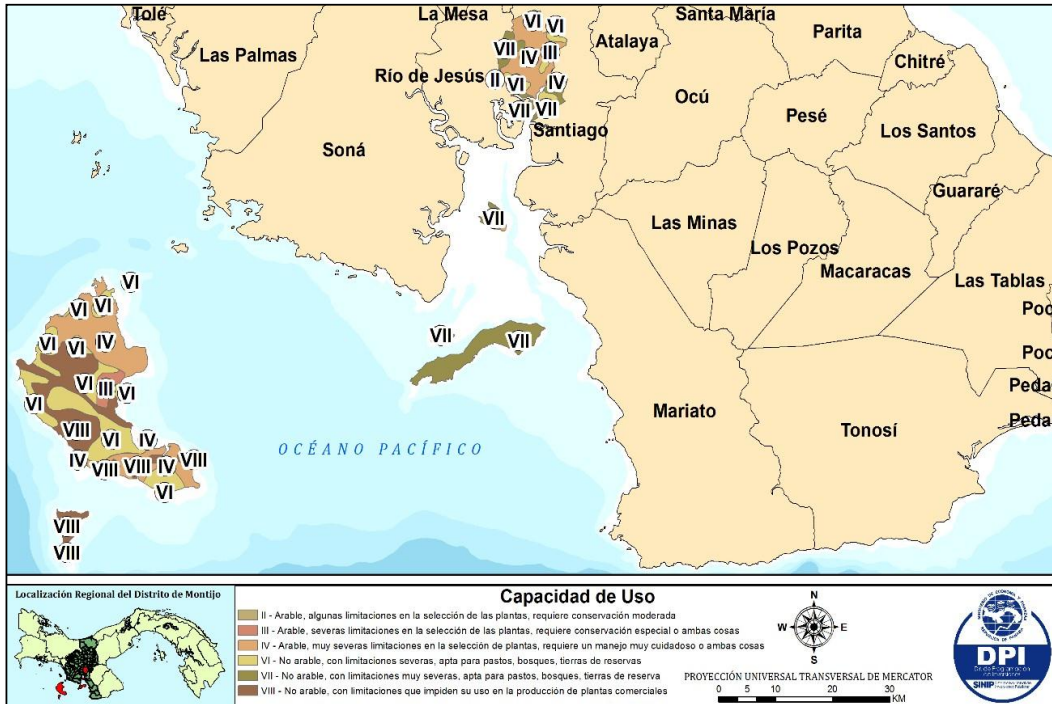 Tolé
La Mesa
VI
VI
Santa María
Parita
Las Palmas
VII
IV
III
Atalaya
Chitré
Río de Jesús
II
VI
IV
Ocú
Pesé
VII
VII
Los Santos
Santiago
Soná
Guararé
VII
Las Minas
Los Pozos
Macaracas
Las Tablas
VI
VI
VI
Poc
VI
VI
IV
VII
VII
Poc
VI
III
VI
Peda
VI
Mariato
Tonosí
Peda
VIII
VI
IV
OCÉANO PACÍFICO
IV
VIII
VIII
IV
VIII
VI
VIII
VIII
Localización Regional del Distrito de Montijo
Capacidad de Uso
II - Arable, algunas limitaciones en la selección de las plantas, requiere conservación moderada
III - Arable, severas limitaciones en la selección de las plantas, requiere conservación especial o ambas cosas
IV - Arable, muy severas limitaciones en la selección de plantas, requiere un manejo muy cuidadoso o ambas cosas
VI - No arable, con limitaciones severas, apta para pastos, bosques, tierras de reservas
VII - No arable, con limitaciones muy severas, apta para pastos, bosques, tierras de reserva
VIII - No arable, con limitaciones que impiden su uso en la producción de plantas comerciales
N
W
E
S
PROYECCIÓN UNIVERSAL TRANSVERSAL DE MERCATOR
0 5 10 20 30
KM
DPI
SINIP